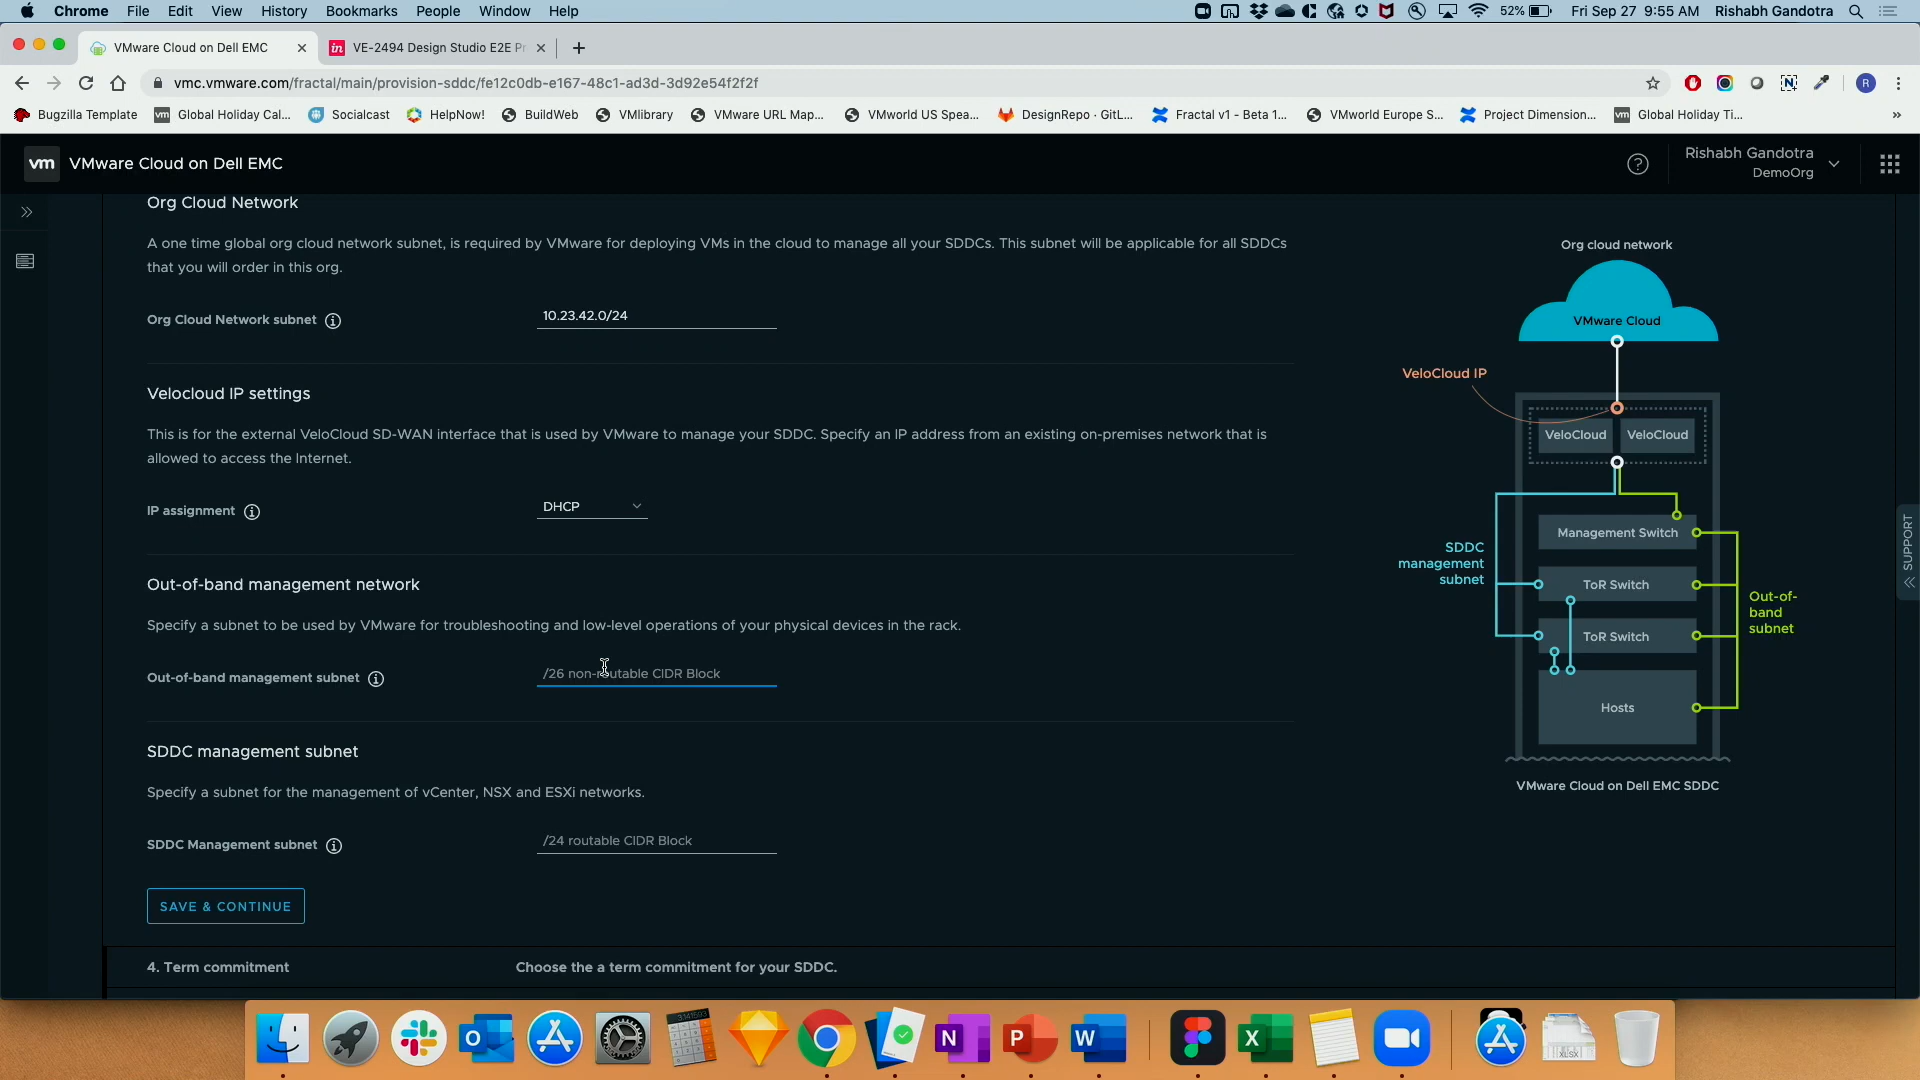 Chrome File Edit View History Bookmarks People Window Help 52% Fri Sep 27 9:55 AM Rishabh Gandotra
VMware Cloud on Dell EMC in VE-2494 Design Studio E2E Pr
vmc.vmware.com/fractal/main/provision-sddc/fe12c0db-e167-48c1-ad3d-3d92e54f2f2f R
Bugzilla Template vm Global Holiday Cal... Socialcast HelpNow! BuildWeb VMlibrary VMware URL Map... VMworld US Spea... DesignRepo · GitL... Fractal v1 - Beta 1... VMworld Europe S... Project Dimension... vm Global Holiday Ti...
vm VMware Cloud on Dell EMC
Rishabh Gandotra
DemoOrg
Org Cloud Network
A one time global org cloud network subnet, is required by VMware for deploying VMs in the cloud to manage all your SDDCs. This subnet will be applicable for all SDDCs
that you will order in this org.
Org Cloud Network subnet 10.23.42.0/24
Velocloud IP settings
This is for the external VeloCloud SD-WAN interface that is used by VMware to manage your SDDC. Specify an IP address from an existing on-premises network that is
allowed to access the Internet.
IP assignment DHCP
Out-of-band management network
Specify a subnet to be used by VMware for troubleshooting and low-level operations of your physical devices in the rack.
Out-of-band management subnet /26 non-routable CIDR Block
SDDC management subnet
Specify a subnet for the management of vCenter, NSX and ESXi networks.
SDDC Management subnet /24 routable CIDR Block
SAVE & CONTINUE
4. Term commitment Choose the a term commitment for your SDDC.
Org cloud network
VMware Cloud
VeloCloud IP
VeloCloud VeloCloud
Management Switch
SDDC
management
subnet
ToR Switch
ToR Switch
Out-of-
band
subnet
Hosts
VMware Cloud on Dell EMC SDDC
SUPPORT
O N P W X XLSX